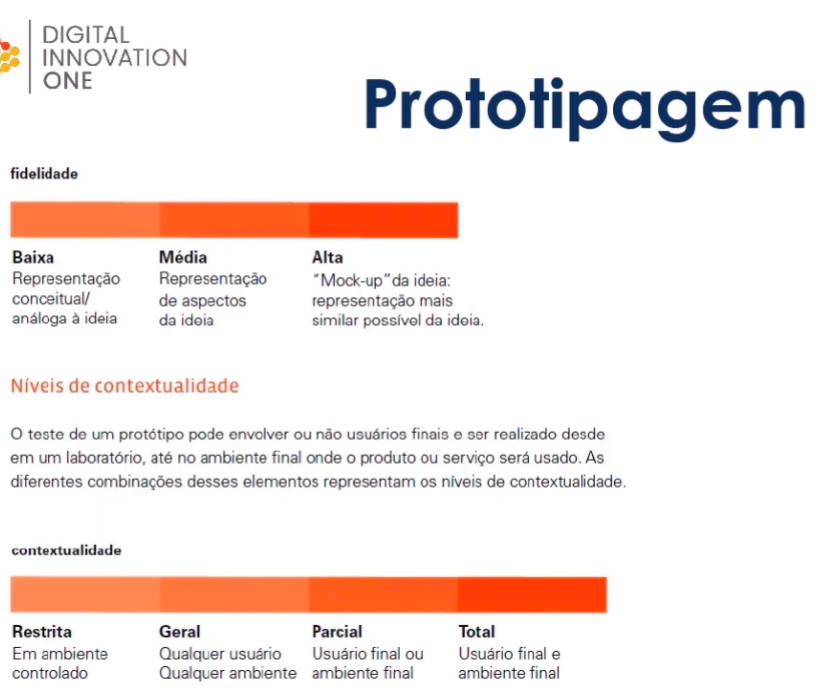 DIGITAL
INNOVATION
ONE
Prototipagem
fidelidade
Baixa
Representação
conceitual/
análoga à ideia
Média
Representação
de aspectos
da ideia
Alta
“Mock-up” da ideia:
representação mais
similar possível da ideia.
Níveis de contextualidade
O teste de um protótipo pode envolver ou não usuários finais e ser realizado desde
em um laboratório, até no ambiente final onde o produto ou serviço será usado. As
diferentes combinações desses elementos representam os níveis de contextualidade.
contextualidade
Restrita
Em ambiente
controlado
Geral
Qualquer usuário
Qualquer ambiente
Parcial
Usuário final ou
ambiente final
Total
Usuário final e
ambiente final